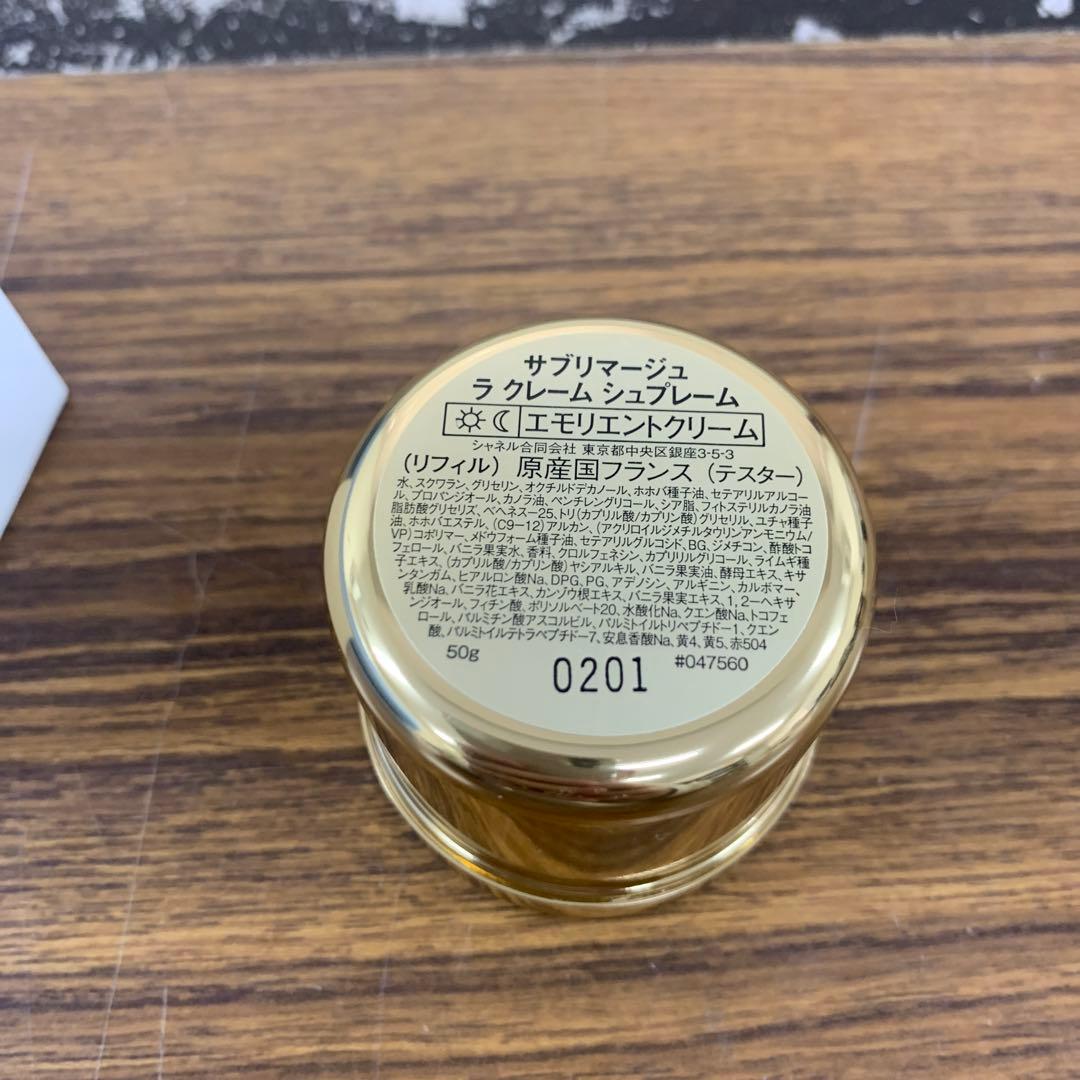 サブリマージュ
ラ クレーム シュプレーム
エモリエントクリーム
シャネル合同会社 東京都中央区銀座3-5-3
(リフィル) 原産国フランス (テスター)
水、スクワラン、グリセリン、オクチルドデカノール、ホホバ種子油、セテアリルアルコー
ル、プロパンジオール、カノラ油、ペンチレングリコール、シア脂、フィトステリルカノラ油
脂肪酸グリセリズ、ベヘネス-25、トリ(カプリル酸/カプリン酸)グリセリル、ユチャ種子
油、ホホバエステル、(C9-12)アルカン、(アクリロイルジメチルタウリンアンモニウム/
VP)コポリマー、メドウフォーム種子油、セテアリルグルコシド、BG、ジメチコン、酢酸トコ
フェロール、バニラ果実水、香料、クロルフェネシン、カプリリルグリコール、ライムギ種
子エキス、(カプリル酸/カプリン酸)ヤシアルキル、バニラ果実油、酵母エキス、キサ
ンタンガム、ヒアルロン酸Na、DPG、PG、アデノシン、アルギニン、カルボマー、
乳酸Na、バニラ花エキス、カンゾウ根エキス、バニラ果実エキス、1,2-ヘキサ
ンジオール、フィチン酸、ポリソルベート20、水酸化Na、クエン酸Na、トコフェ
ロール、パルミチン酸アスコルビル、パルミトイルトリペプチド-1、クエン
酸、パルミトイルテトラペプチド-7、安息香酸Na、黄4、黄5、赤504
50g 0201 #047560